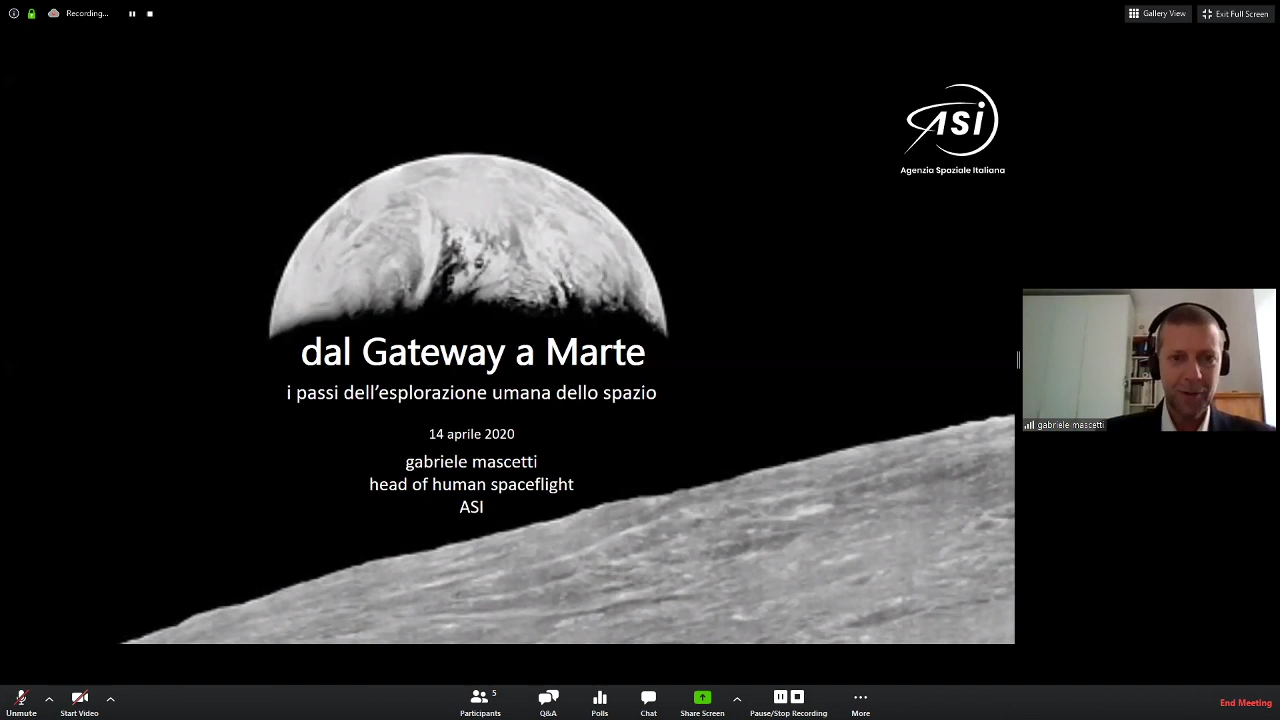 Recording...
Gallery View
Exit Full Screen
ASI
Agenzia Spaziale Italiana
dal Gateway a Marte
i passi dell’esplorazione umana dello spazio
14 aprile 2020
gabriele mascetti
head of human spaceflight
ASI
gabriele mascetti
Unmute
Start Video
Participants
5
Q&A
Polls
Chat
Share Screen
Pause/Stop Recording
More
End Meeting